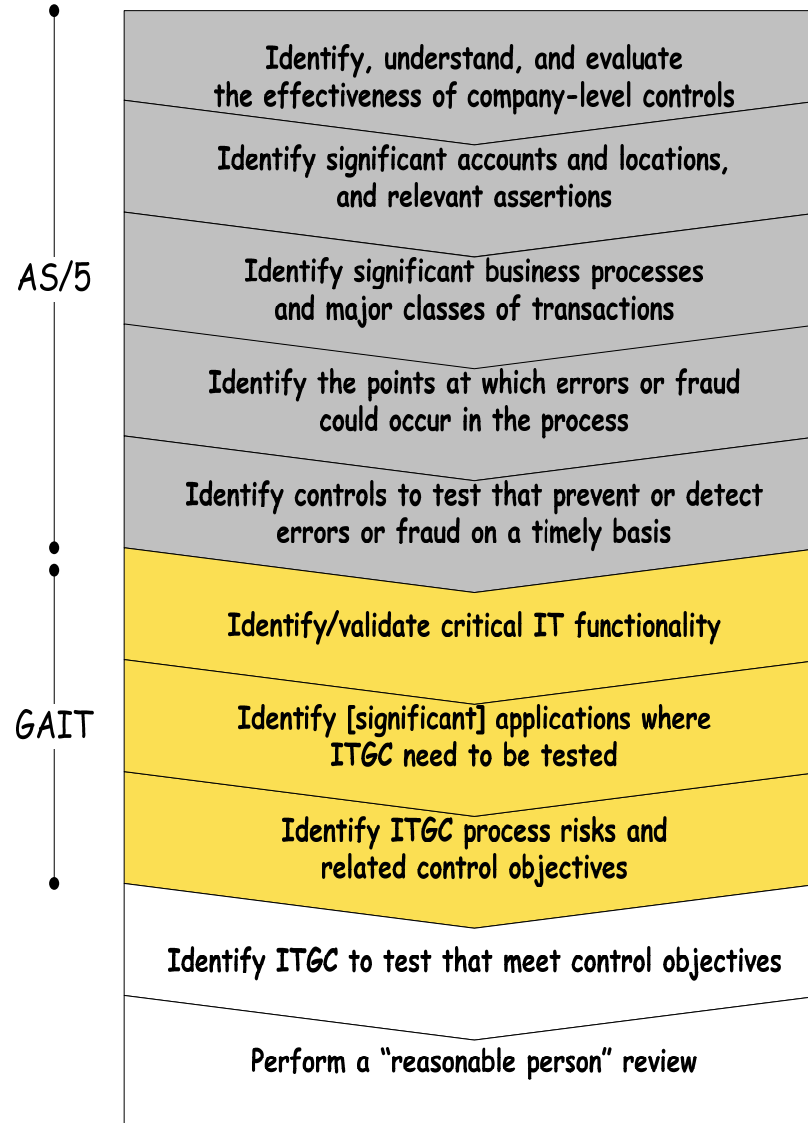 Identify, understand, and evaluate
the effectiveness of company-level controls
Identify significant accounts and locations,
and relevant assertions
AS/5
Identify significant business processes
and major classes of transactions
Identify the points at which errors or fraud
could occur in the process
Identify controls to test that prevent or detect
errors or fraud on a timely basis
Identify/validate critical IT functionality
GAIT
Identify [significant] applications where
ITGC need to be tested
Identify ITGC process risks and
related control objectives
Identify ITGC to test that meet control objectives
Perform a “reasonable person” review